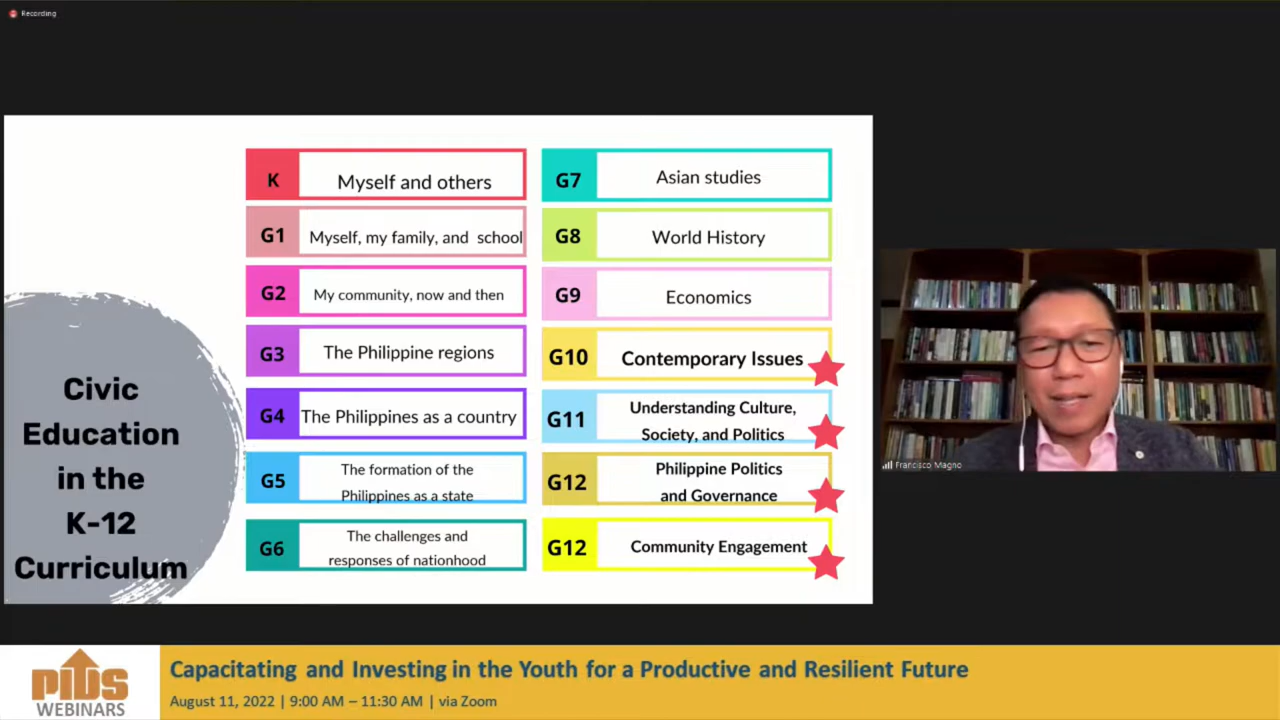 Recording
Civic
Education
in the
K-12
Curriculum
K
Myself and others
G1
Myself, my family, and school
G2
My community, now and then
G3
The Philippine regions
G4
The Philippines as a country
G5
The formation of the
Philippines as a state
G6
The challenges and
responses of nationhood
G7
Asian studies
G8
World History
G9
Economics
G10
Contemporary Issues
G11
Understanding Culture,
Society, and Politics
G12
Philippine Politics
and Governance
G12
Community Engagement
Francisco Magno
PIDS
WEBINARS
Capacitating and Investing in the Youth for a Productive and Resilient Future
August 11, 2022 | 9:00 AM – 11:30 AM | via Zoom